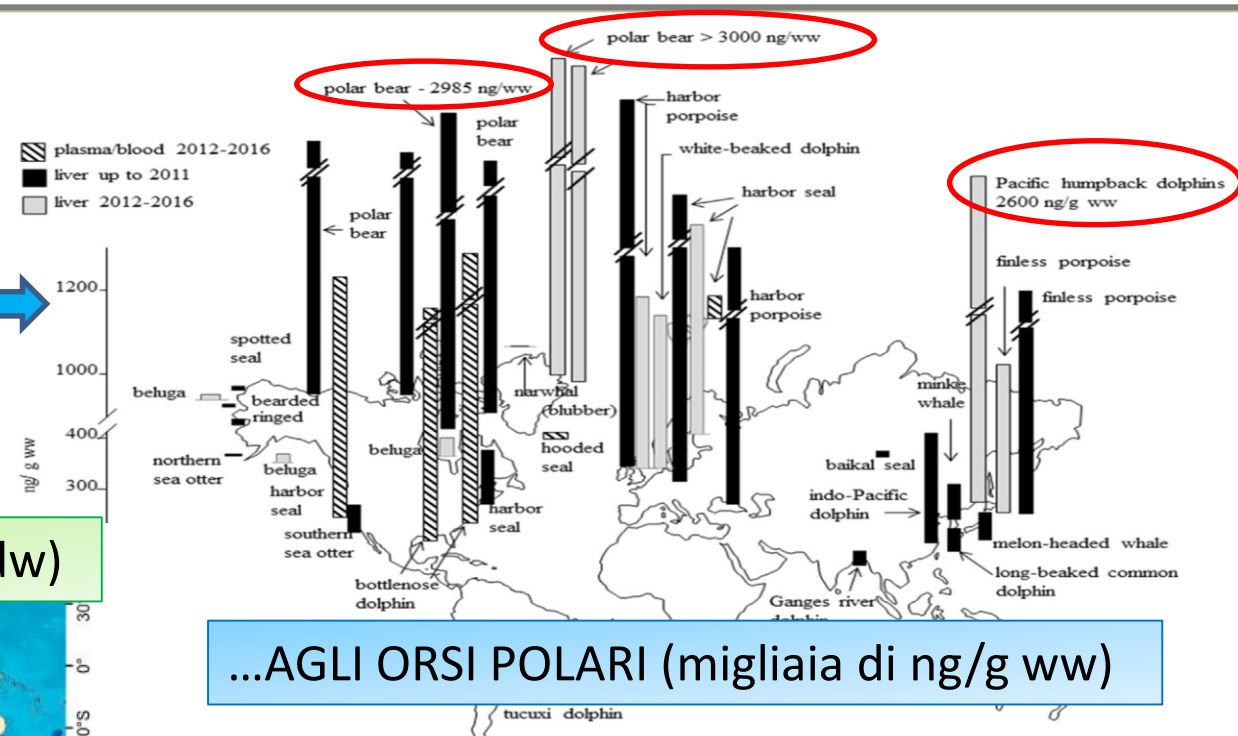 polar bear > 3000 ng/ww
polar bear - 2985 ng/ww
polar
bear
harbor
porpoise
white-beaked dolphin
plasma/blood 2012-2016
liver up to 2011
liver 2012-2016
harbor seal
Pacific humpback dolphins
2600 ng/g ww
polar
bear
finless porpoise
finless porpoise
harbor
porpoise
1200
1000
400
300
ng/ g ww
spotted
seal
beluga
bearded
ringed
northern
sea otter
beluga
harbor
seal
southern
sea otter
beluga
narwhal
(blubber)
hooded
seal
harbor
seal
bottlenose
dolphin
minke
whale
baikal seal
indo-Pacific
dolphin
melon-headed whale
long-beaked common
dolphin
Ganges river
dolphin
lw)
30
0°
0°S
...AGLI ORSI POLARI (migliaia di ng/g ww)
tucuxi dolphin